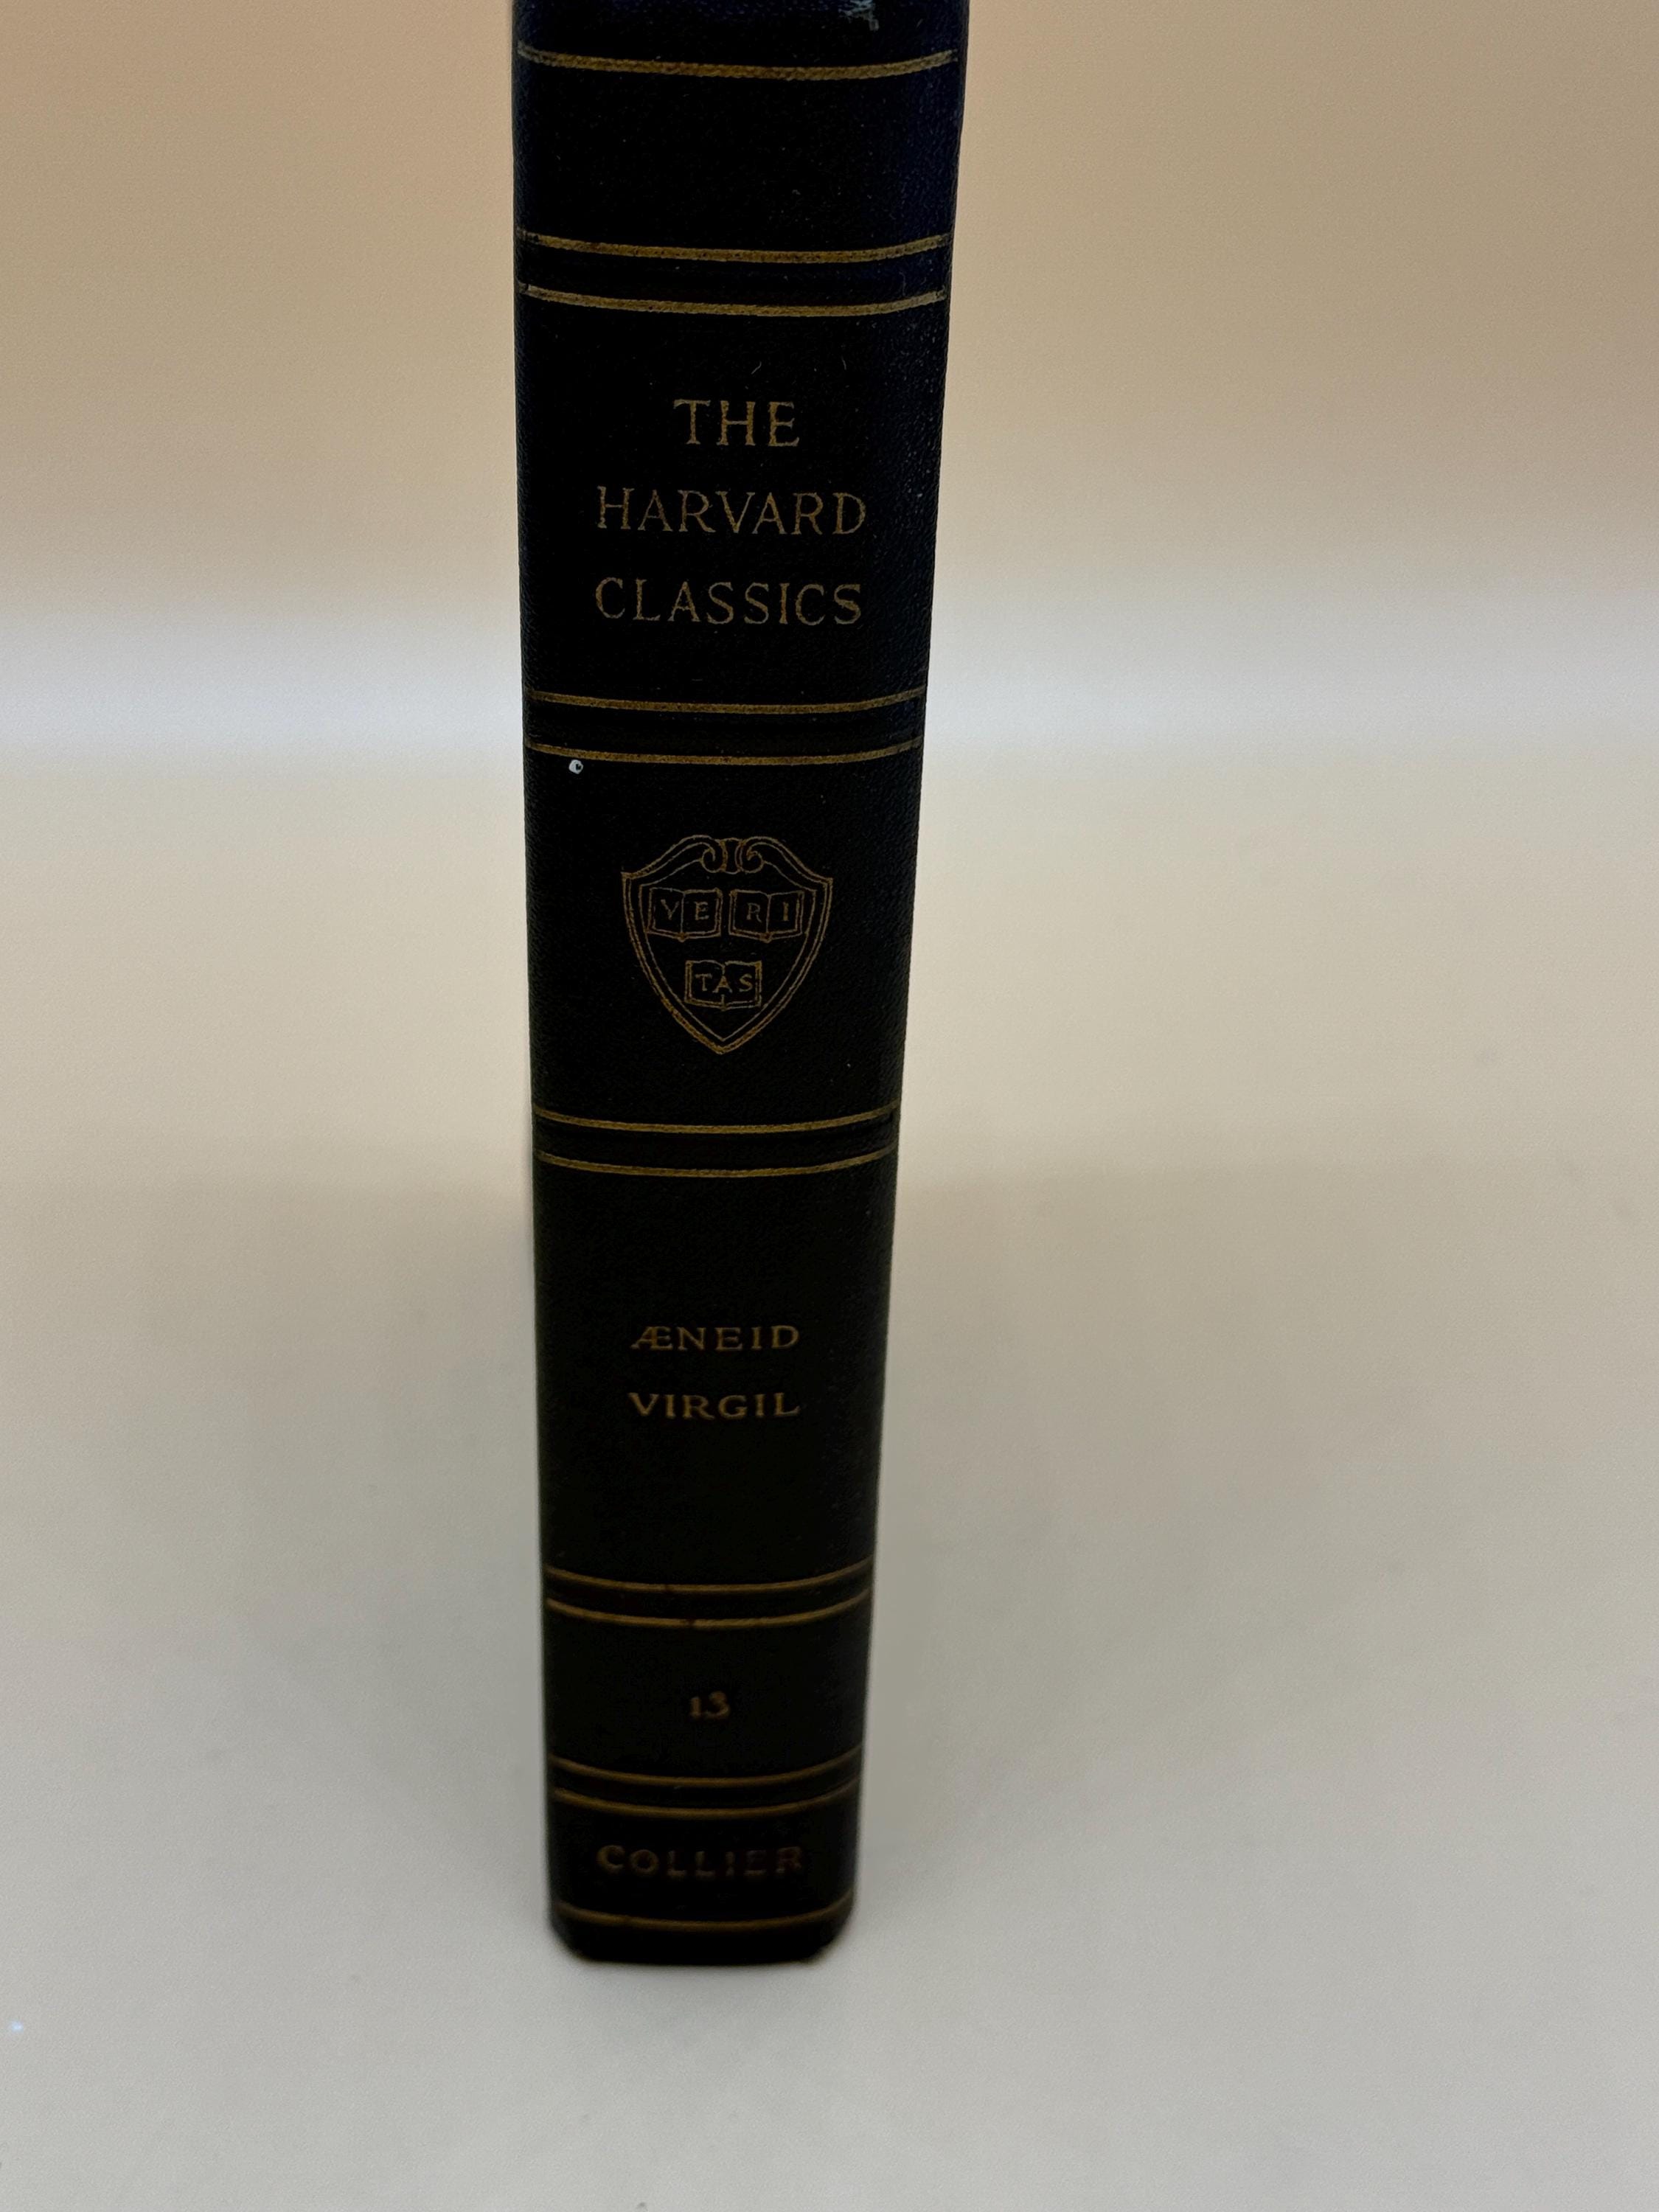 THE
HARVARD
CLASSICS
VE RI
TAS
ÆNEID
VIRGIL
13
COLLIER